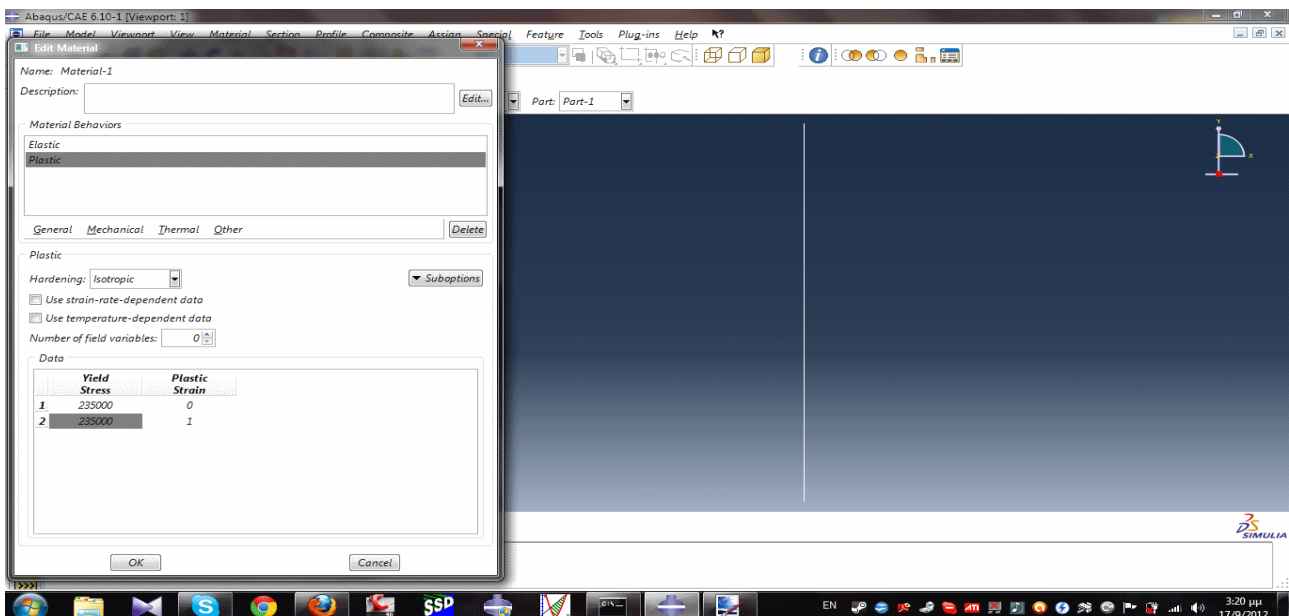 Abaqus/CAE 6.10-1 [Viewport: 1]
File Model Viewport View Material Section Profile Composite Assign Special Feature Tools Plug-ins Help
Edit Material
Name: Material-1
Description:
Edit...
Part: Part-1
Material Behaviors
Elastic
Plastic
General Mechanical Thermal Other
Delete
Plastic
Hardening: Isotropic
Suboptions
Use strain-rate-dependent data
Use temperature-dependent data
Number of field variables: 0
Data
Yield Plastic
Stress Strain
1 235000 0
2 235000 1
OK Cancel
Y
X
SIMULIA
>>>
SSD
C:\_
EN
3:20 μμ
17/9/2012